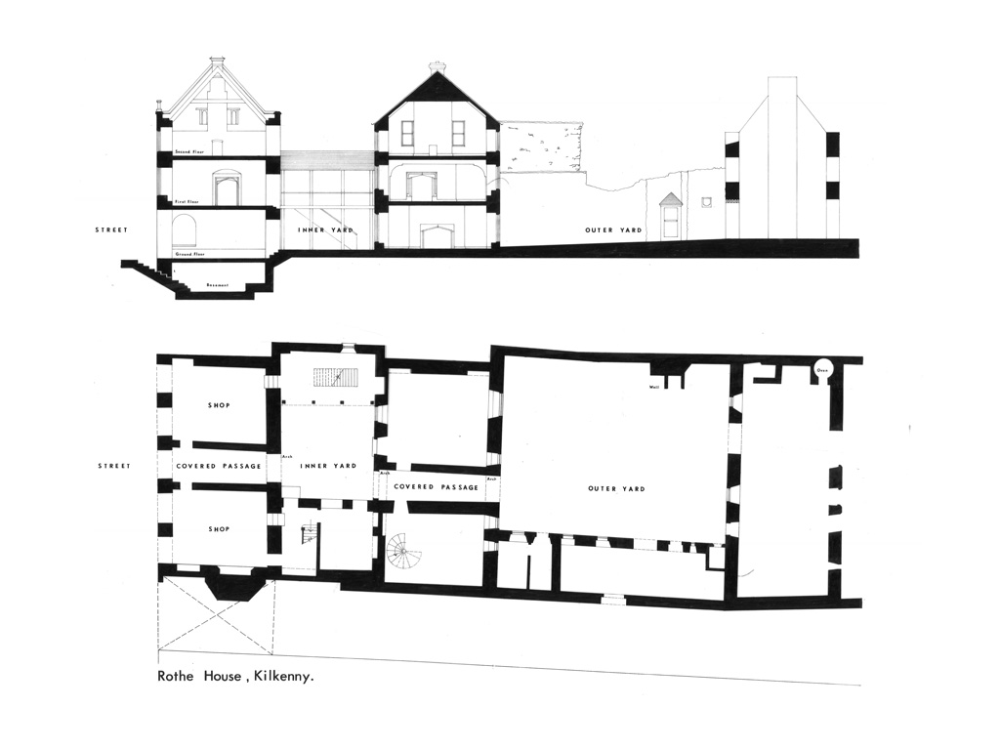 Second Floor
First Floor
STREET
INNER YARD
OUTER YARD
Ground Floor
Basement
Oven
Well
SHOP
Arch
STREET
COVERED PASSAGE
INNER YARD
Arch
Arch
COVERED PASSAGE
OUTER YARD
SHOP
Rothe House, Kilkenny.